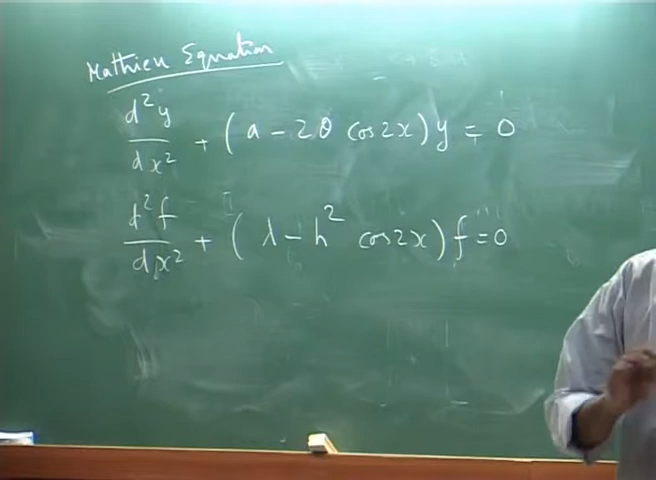 Mathieu Equation
d²y/dx² + (a - 2θ cos2x)y = 0
d²f/dx² + (λ - h² cos2x)f = 0